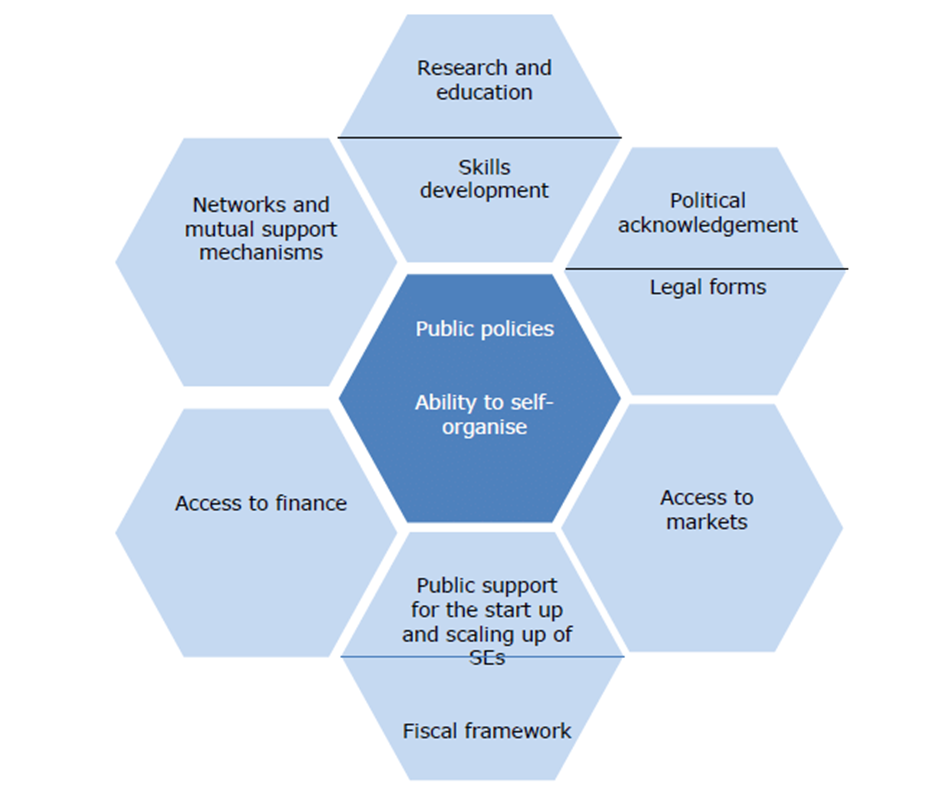 Research and
education
Skills
development
Networks and
mutual support
mechanisms
Political
acknowledgement
Legal forms
Public policies
Ability to self-
organise
Access to finance
Access to
markets
Public support
for the start up
and scaling up of
SEs
Fiscal framework